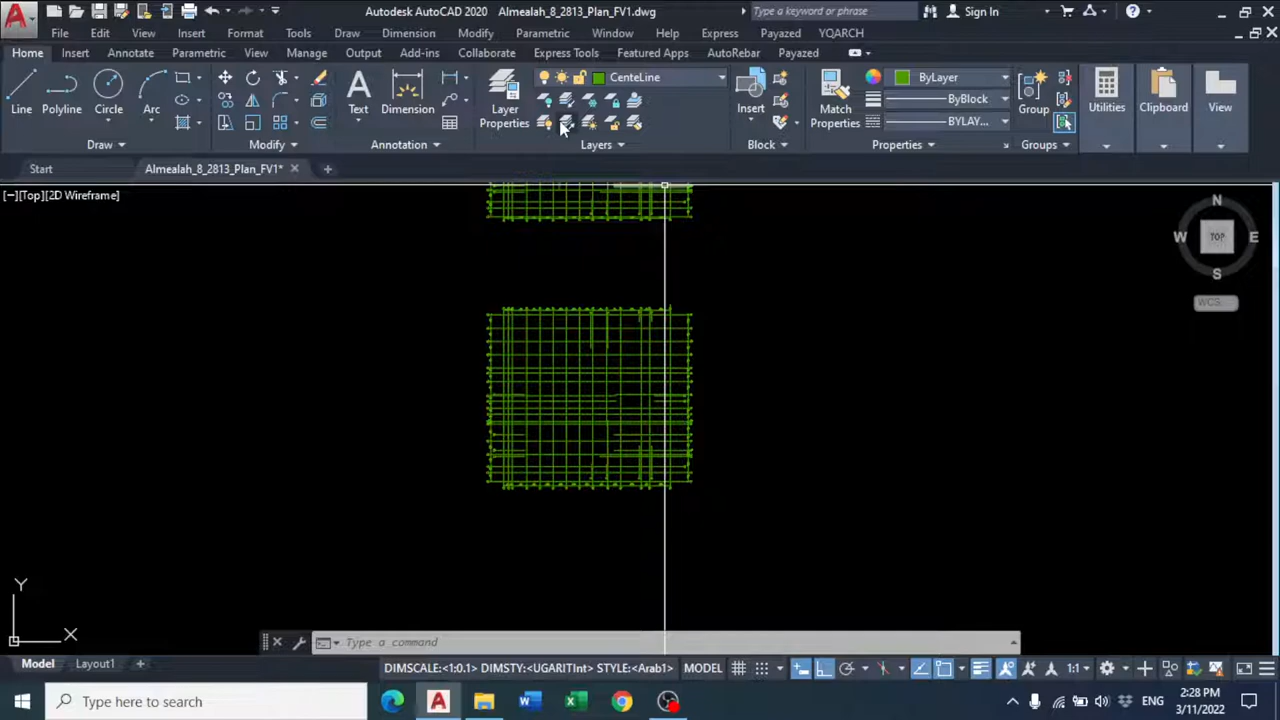 Autodesk AutoCAD 2020 Almealah_8_2813_Plan_FV1.dwg Type a keyword or phrase Sign In
File Edit View Insert Format Tools Draw Dimension Modify Parametric Window Help Express Payazed YQARCH
Home Insert Annotate Parametric View Manage Output Add-ins Collaborate Express Tools Featured Apps AutoRebar Payazed
CenteLine ByLayer
ByBlock
BYLAY...
Line Polyline Circle Arc Text Dimension Layer Properties Insert Match Properties Group Utilities Clipboard View
Draw Modify Annotation Layers Block Properties Groups
Start Almealah_8_2813_Plan_FV1*
[−][Top][2D Wireframe]
N
W TOP E
S
WCS
Y
X
Type a command
Model Layout1 DIMSCALE:<1:0.1> DIMSTY:<UGARITInt> STYLE:<Arab1> MODEL 1:1
Type here to search ENG 2:28 PM
3/11/2022